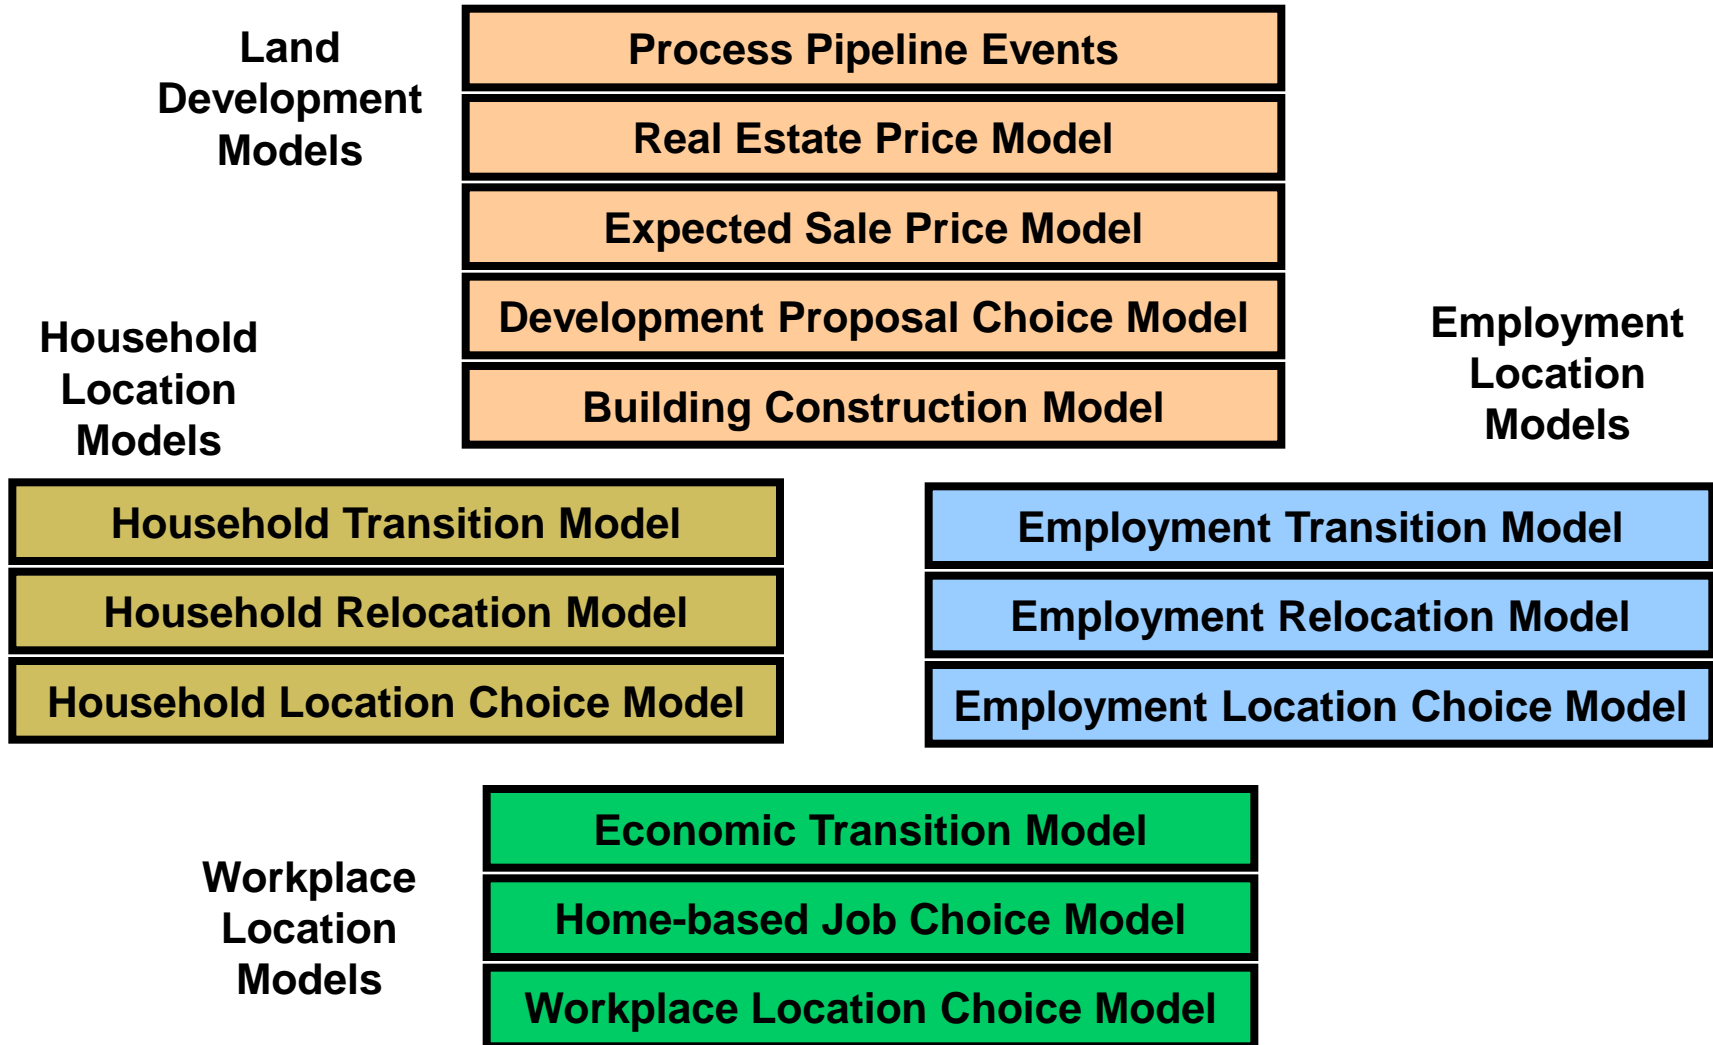 Land
Development
Models
Process Pipeline Events
Real Estate Price Model
Expected Sale Price Model
Development Proposal Choice Model
Building Construction Model
Household
Location
Models
Household Transition Model
Household Relocation Model
Household Location Choice Model
Employment
Location
Models
Employment Transition Model
Employment Relocation Model
Employment Location Choice Model
Workplace
Location
Models
Economic Transition Model
Home-based Job Choice Model
Workplace Location Choice Model